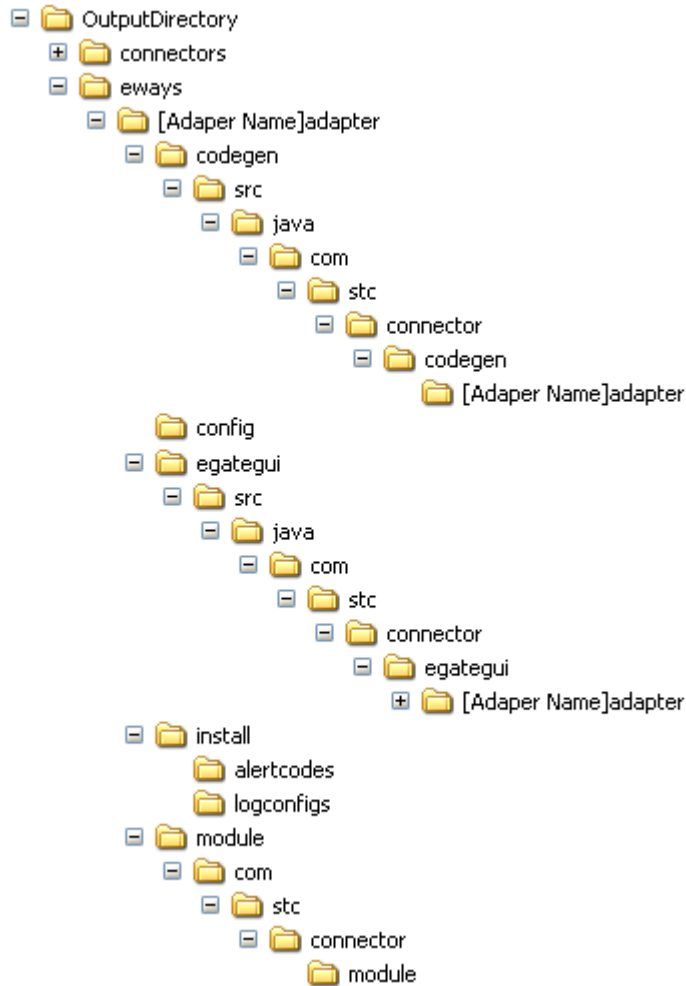 OutputDirectory
connectors
eways
[Adaper Name]adapter
codegen
src
java
com
stc
connector
codegen
[Adaper Name]adapter
config
egategui
src
java
com
stc
connector
egategui
[Adaper Name]adapter
install
alertcodes
logconfigs
module
com
stc
connector
module